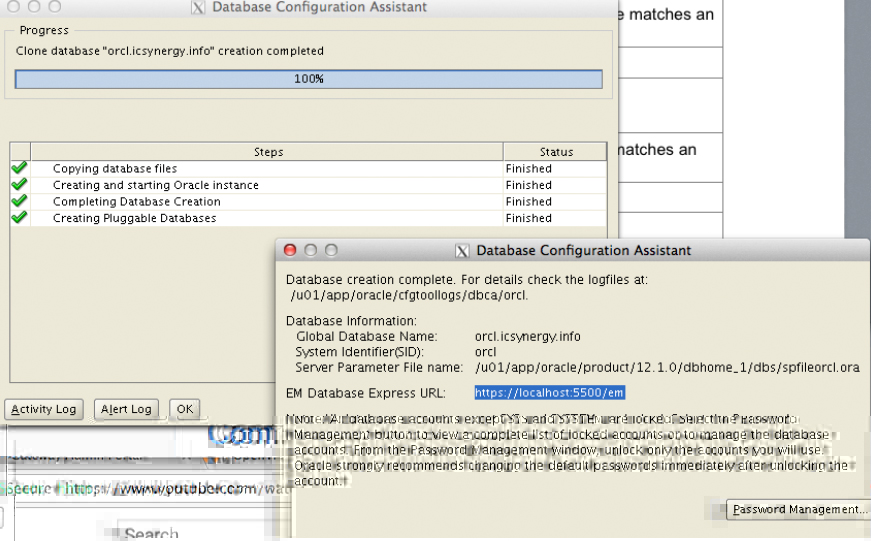 Database Configuration Assistant
e matches an
Progress
Clone database "orcl.icsynergy.info" creation completed
100%
Steps Status
matches an
Copying database files Finished
Creating and starting Oracle instance Finished
Completing Database Creation Finished
Creating Pluggable Databases Finished
Database Configuration Assistant
Database creation complete. For details check the logfiles at:
/u01/app/oracle/cfgtoollogs/dbca/orcl.
Database Information:
Global Database Name: orcl.icsynergy.info
System Identifier(SID): orcl
Server Parameter File name: /u01/app/oracle/product/12.1.0/dbhome_1/dbs/spfileorcl.ora
EM Database Express URL: https://localhost:5500/em
Activity Log Alert Log OK
Note: All database accounts except SYS and SYSTEM are locked. Select the Password
Management button to view a complete list of locked accounts or to manage the database
accounts. From the Password Management window, unlock only the accounts you will use.
Oracle strongly recommends changing the default passwords immediately after unlocking the
account.
Secure https://www.youtube.com/wat
Password Management...
Search